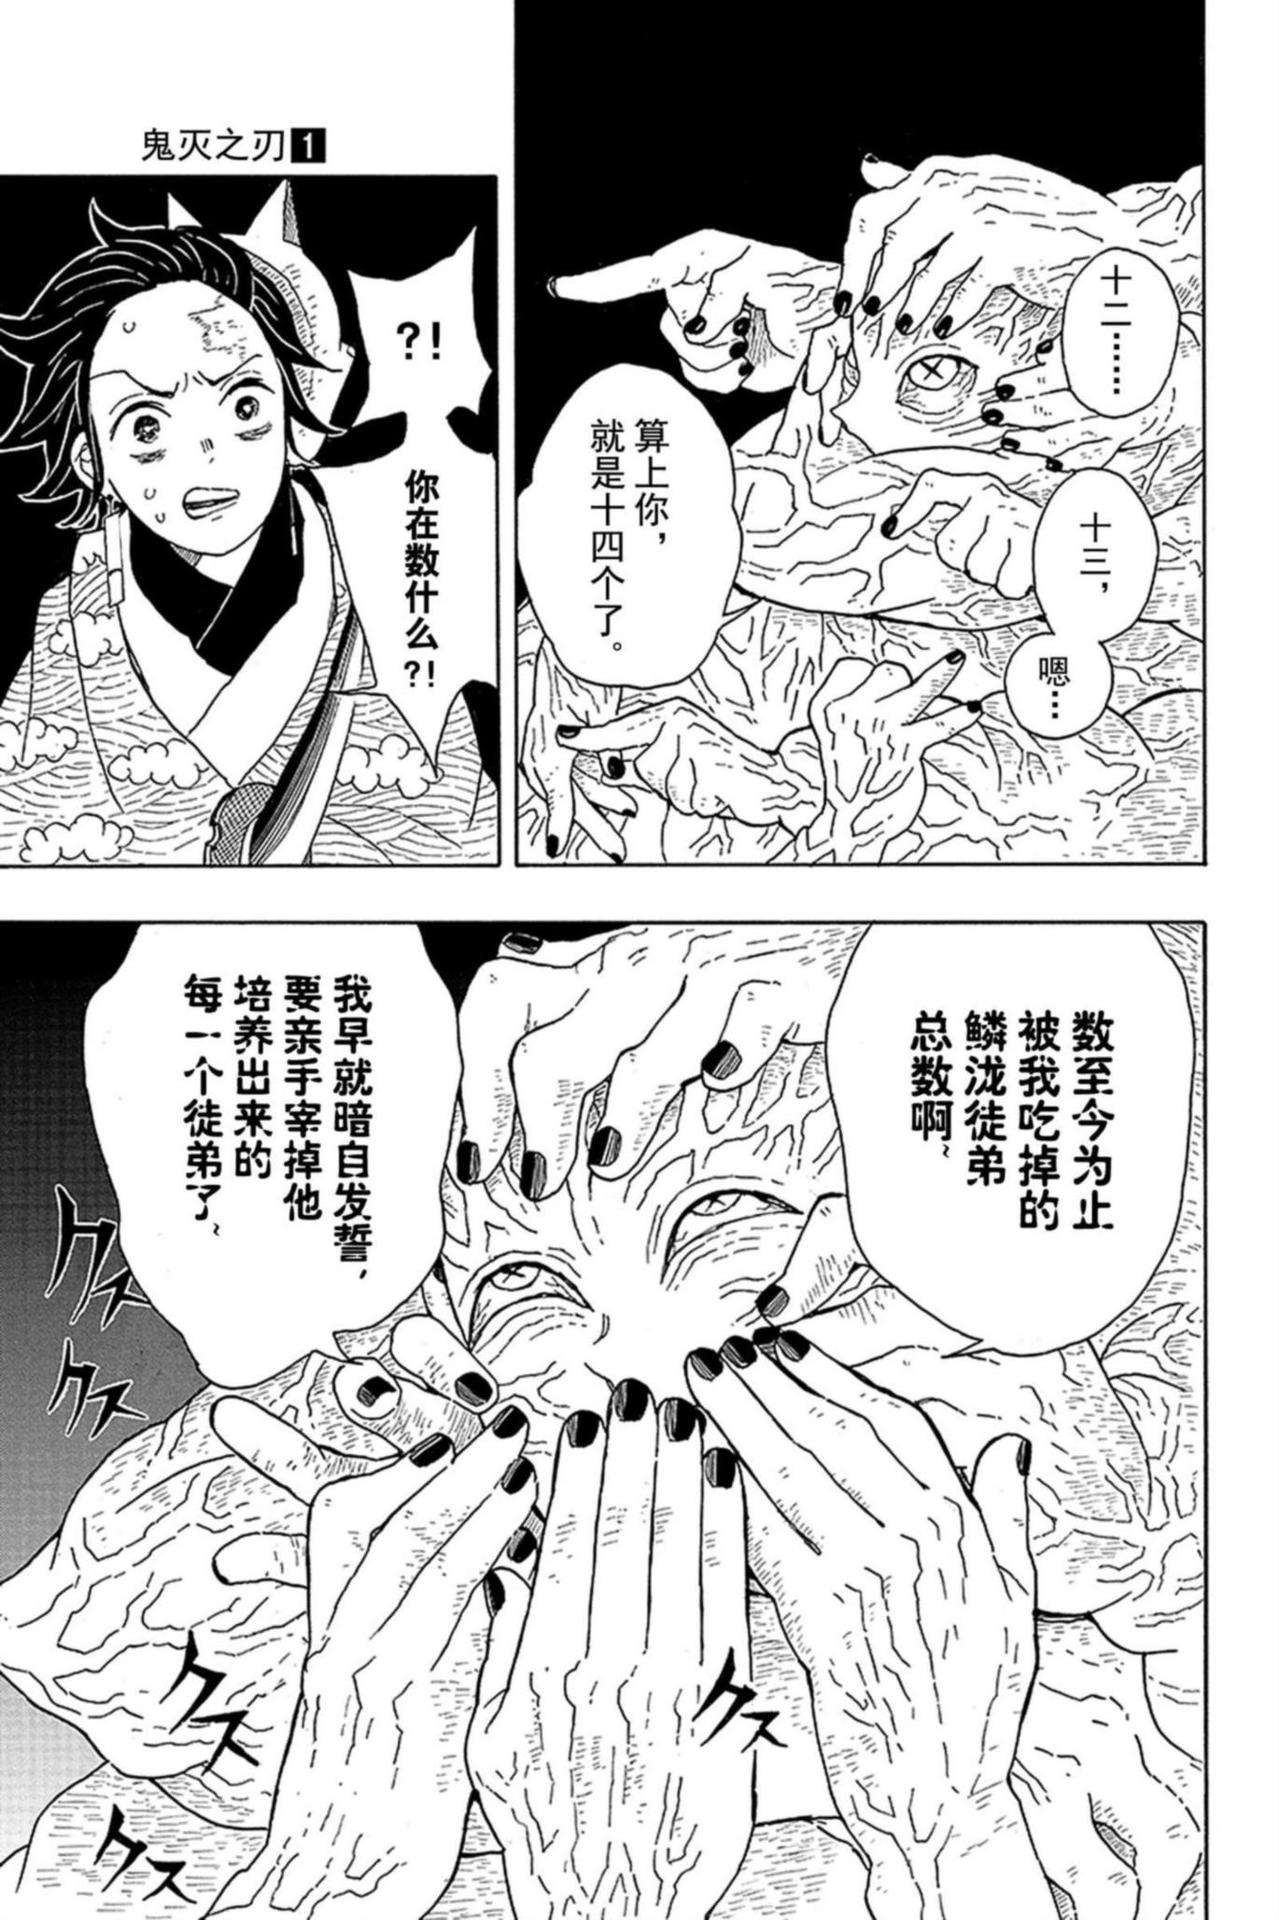 鬼灭之刃1
十二……
十三，
嗯…
算上你，
就是十四个了。
?!
你在数什么?!
数至今为止
被我吃掉的
鳞泷徒弟
总数啊~
我早就暗自发誓，
要亲手宰掉他
培养出来的
每一个徒弟了~
クス
クス
クス
クス
クス